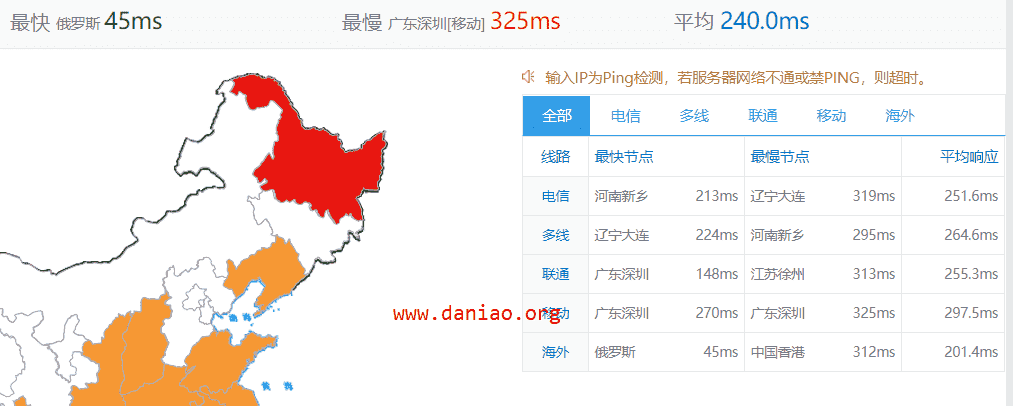 最快 俄罗斯 45ms 最慢 广东深圳[移动] 325ms 平均 240.0ms
输入IP为Ping检测，若服务器网络不通或禁PING，则超时。
全部 电信 多线 联通 移动 海外
线路 最快节点 最慢节点 平均响应
电信 河南新乡 213ms 辽宁大连 319ms 251.6ms
多线 辽宁大连 224ms 河南新乡 295ms 264.6ms
联通 广东深圳 148ms 江苏徐州 313ms 255.3ms
www.daniao.org
移动 广东深圳 270ms 广东深圳 325ms 297.5ms
海外 俄罗斯 45ms 中国香港 312ms 201.4ms